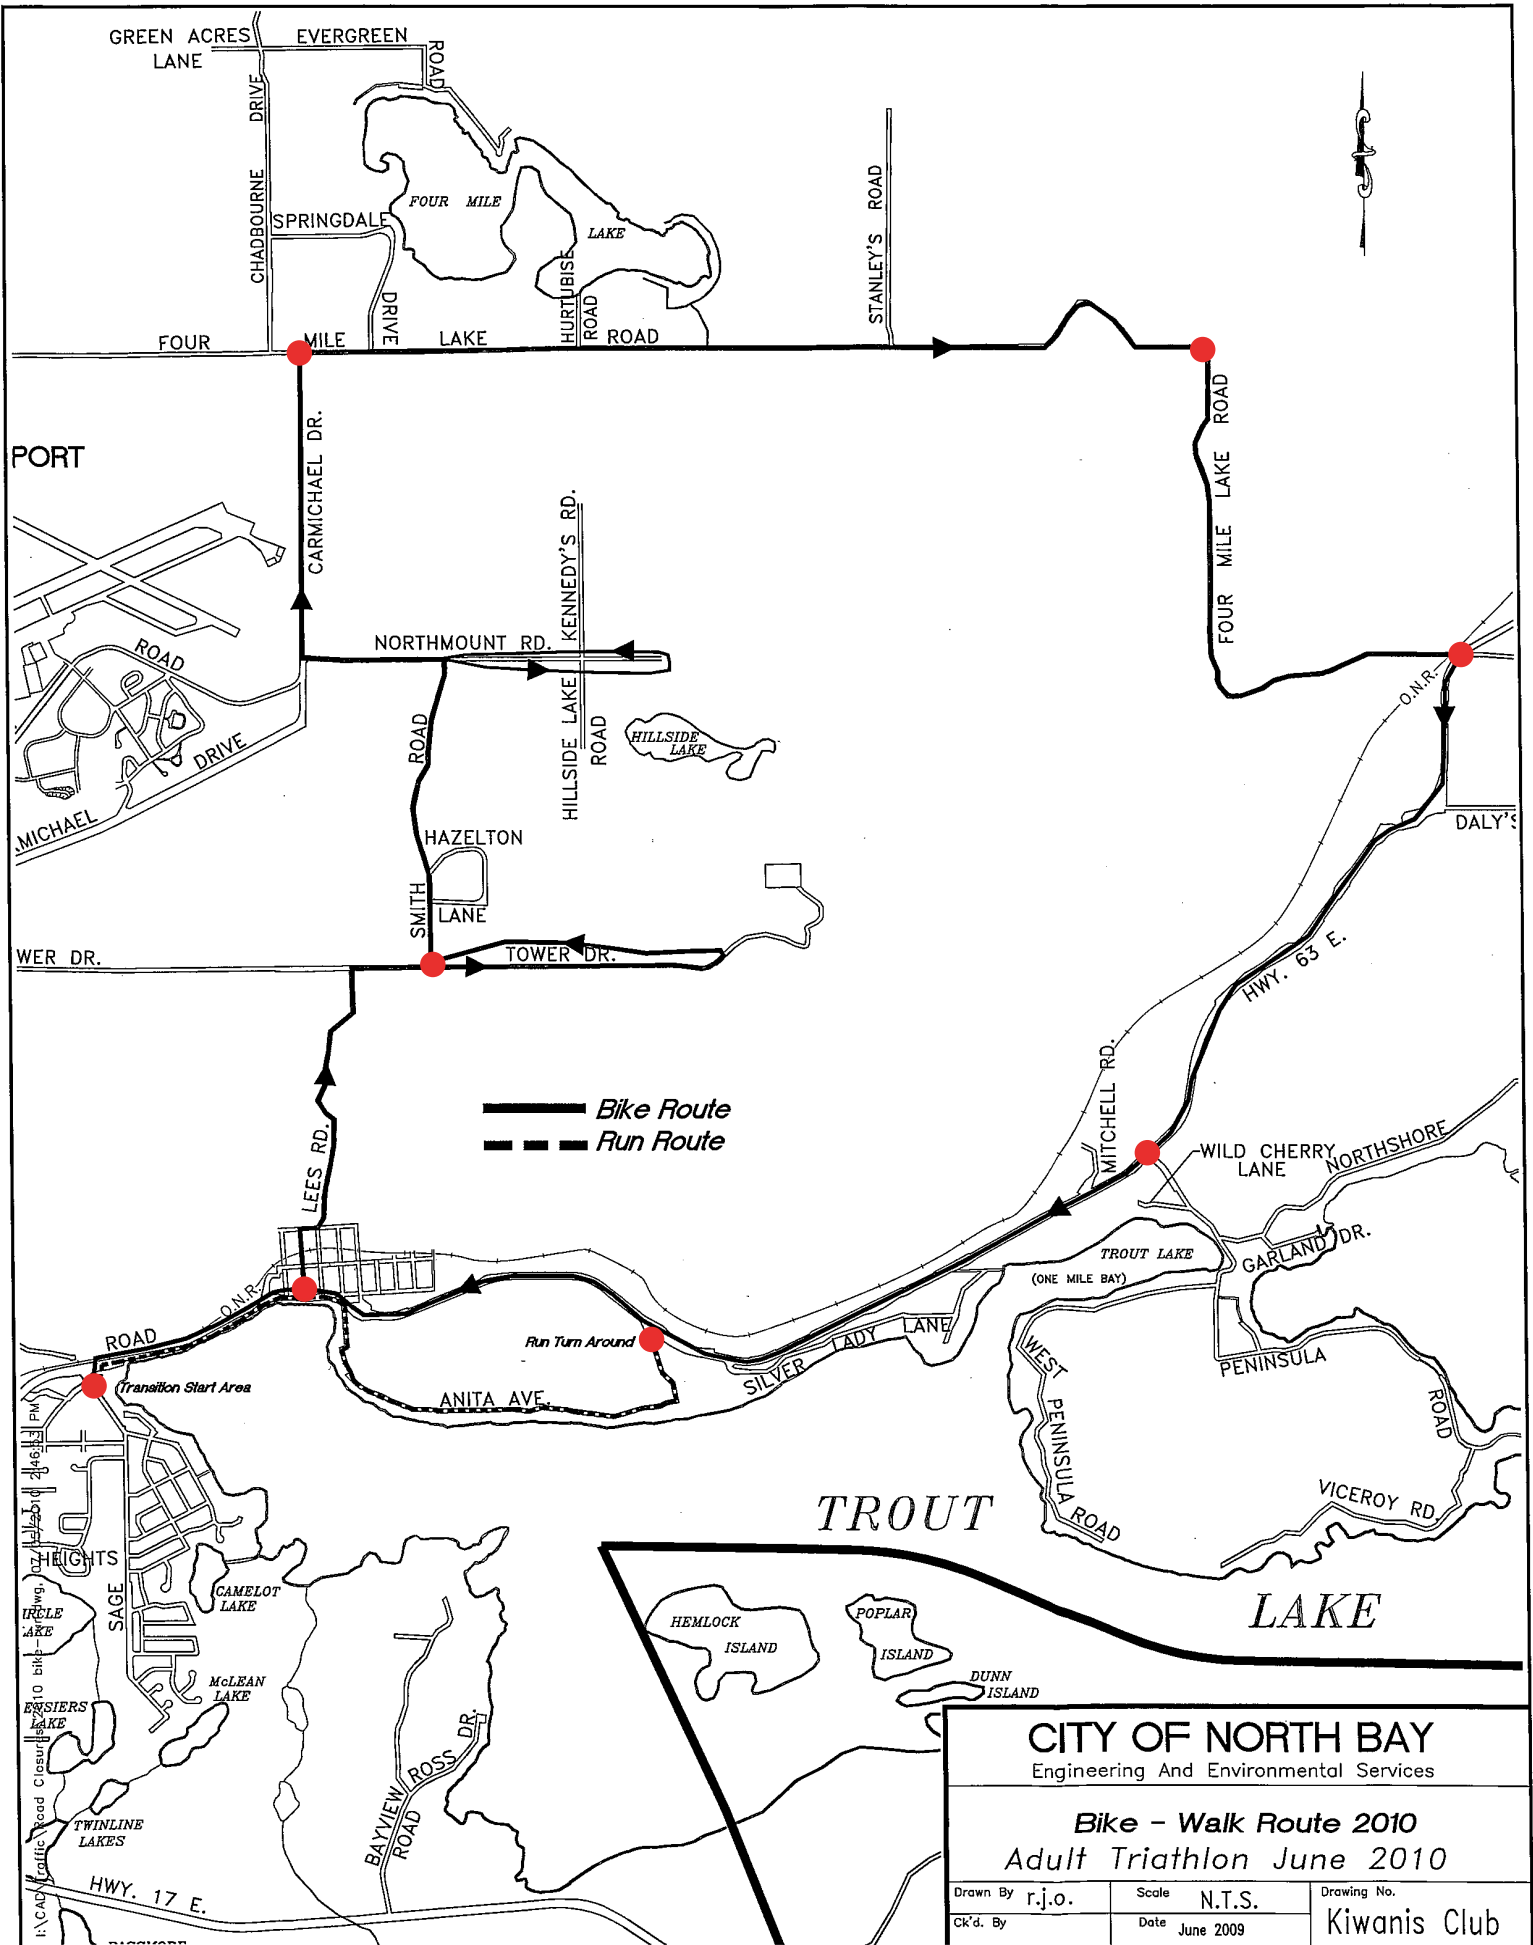 GREEN ACRES
LANE
EVERGREEN
ROAD
CHADBOURNE DRIVE
FOUR MILE
LAKE
SPRINGDALE
DRIVE
HURTUBISE
ROAD
STANLEY'S ROAD
FOUR MILE LAKE ROAD
PORT
CARMICHAEL DR.
FOUR MILE LAKE ROAD
NORTHMOUNT RD.
HILLSIDE LAKE KENNEDY'S RD.
ROAD
ROAD
DRIVE
MICHAEL
HILLSIDE
LAKE
O.N.R.
DALY'S
SMITH ROAD
HAZELTON
LANE
WER DR.
TOWER DR.
HWY. 63 E.
Bike Route
Run Route
LEES RD.
MITCHELL RD.
WILD CHERRY
LANE
NORTHSHORE
GARLAND DR.
TROUT LAKE
(ONE MILE BAY)
O.N.R.
ROAD
Run Turn Around
SILVER LADY LANE
Transition Start Area
ANITA AVE.
WEST PENINSULA ROAD
PENINSULA
ROAD
VICEROY RD.
TROUT
LAKE
HEIGHTS
SAGE
CAMELOT
LAKE
McLEAN
LAKE
TWINLINE
LAKES
HEMLOCK
ISLAND
POPLAR
ISLAND
DUNN
ISLAND
ROSS DR.
BAYVIEW
ROAD
HWY. 17 E.
CITY OF NORTH BAY
Engineering And Environmental Services
Bike - Walk Route 2010
Adult Triathlon June 2010
Drawn By r.j.o.
Scale N.T.S.
Drawing No.
Ck'd. By
Date June 2009
Kiwanis Club